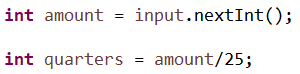 int amount = input.nextInt();
int quarters = amount/25;